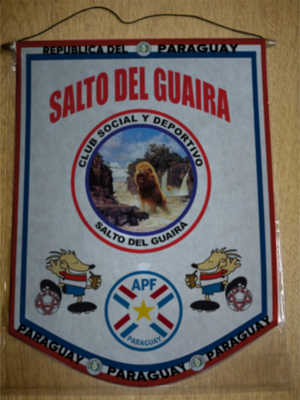 REPUBLICA DEL PARAGUAY
SALTO DEL GUAIRA
CLUB SOCIAL Y DEPORTIVO
SALTO DEL GUAIRA
APF
PARAGUAY
PARAGUAY PARAGUAY PARAGUAY